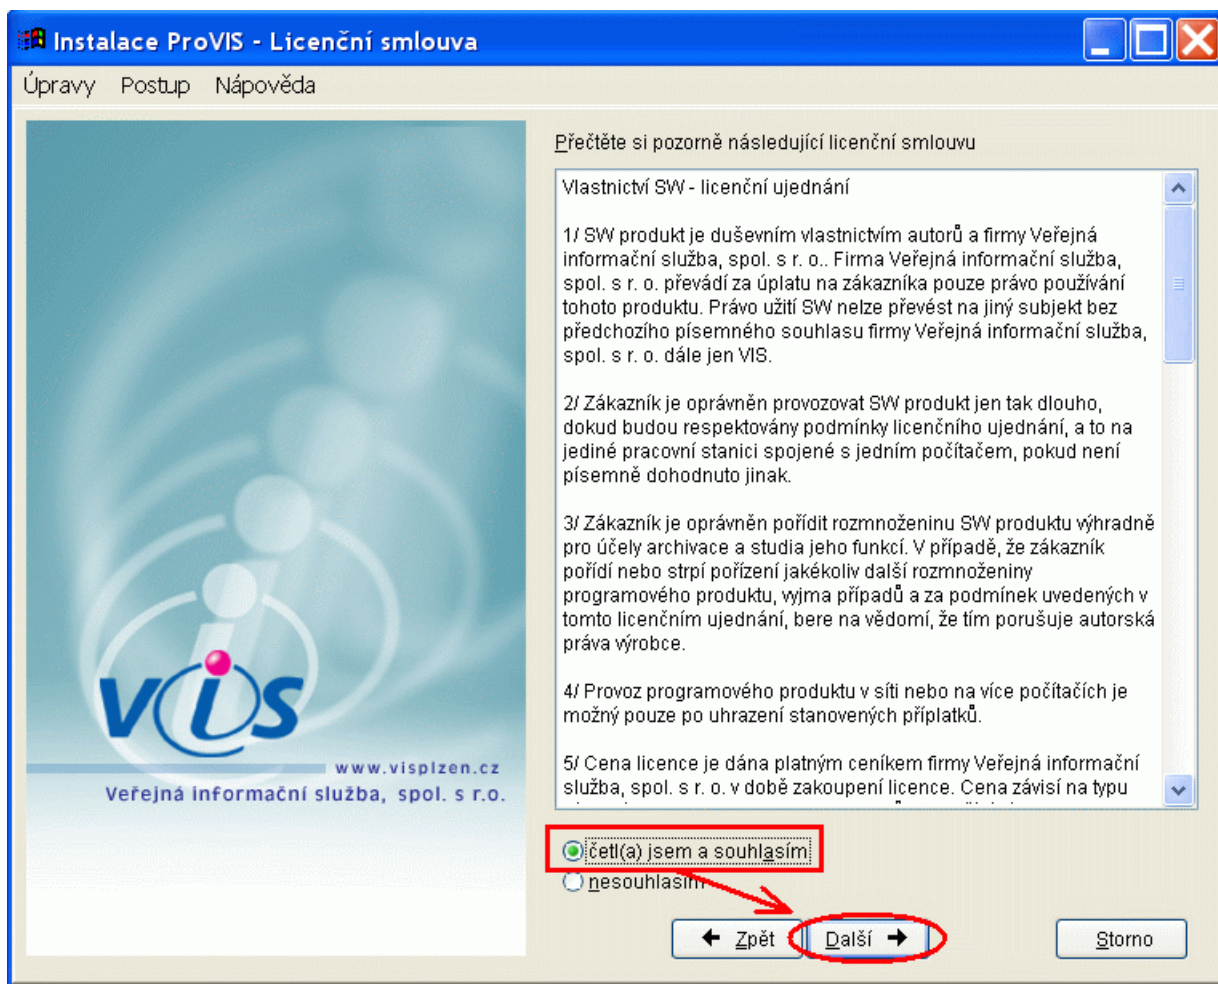 Instalace ProVIS - Licenční smlouva
Úpravy Postup Nápověda
Přečtěte si pozorně následující licenční smlouvu
Vlastnictví SW - licenční ujednání
1/ SW produkt je duševním vlastnictvím autorů a firmy Veřejná
informační služba, spol. s r. o.. Firma Veřejná informační služba,
spol. s r. o. převádí za úplatu na zákazníka pouze právo používání
tohoto produktu. Právo užití SW nelze převést na jiný subjekt bez
předchozího písemného souhlasu firmy Veřejná informační služba,
spol. s r. o. dále jen VIS.
2/ Zákazník je oprávněn provozovat SW produkt jen tak dlouho,
dokud budou respektovány podmínky licenčního ujednání, a to na
jediné pracovní stanici spojené s jedním počítačem, pokud není
písemně dohodnuto jinak.
3/ Zákazník je oprávněn pořídit rozmnoženinu SW produktu výhradně
pro účely archivace a studia jeho funkcí. V případě, že zákazník
pořídí nebo strpí pořízení jakékoliv další rozmnoženiny
programového produktu, vyjma případů a za podmínek uvedených v
tomto licenčním ujednání, bere na vědomí, že tím porušuje autorská
práva výrobce.
4/ Provoz programového produktu v síti nebo na více počítačích je
možný pouze po uhrazení stanovených příplatků.
5/ Cena licence je dána platným ceníkem firmy Veřejná informační
služba, spol. s r. o. v době zakoupení licence. Cena závisí na typu
vis
www.visplzen.cz
Veřejná informační služba, spol. s r.o.
četl(a) jsem a souhlasím
nesouhlasím
Zpět Další Storno